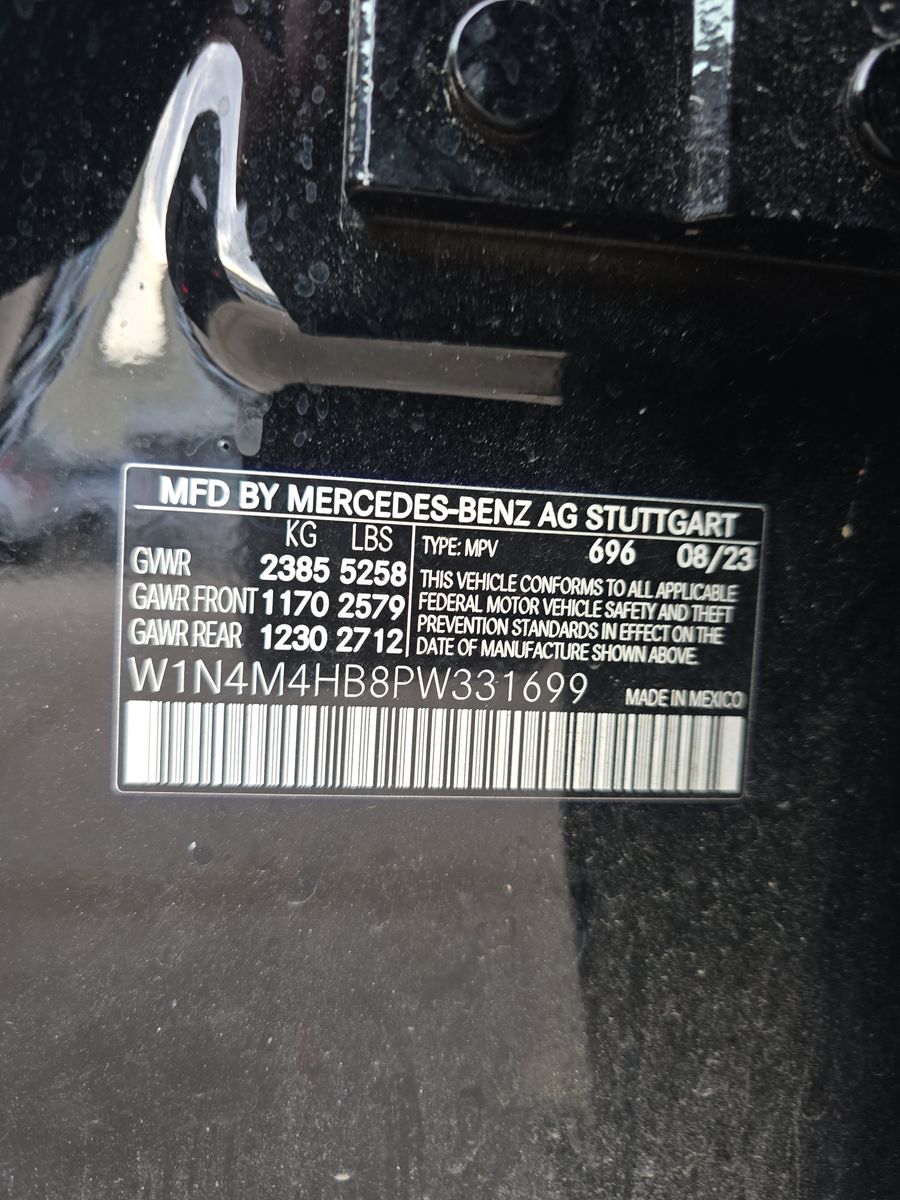 MFD BY MERCEDES-BENZ AG STUTTGART
KG LBS
GVWR 2385 5258
GAWR FRONT 1170 2579
GAWR REAR 1230 2712
TYPE: MPV 696 08/23
THIS VEHICLE CONFORMS TO ALL APPLICABLE
FEDERAL MOTOR VEHICLE SAFETY AND THEFT
PREVENTION STANDARDS IN EFFECT ON THE
DATE OF MANUFACTURE SHOWN ABOVE.
W1N4M4HB8PW331699 MADE IN MEXICO